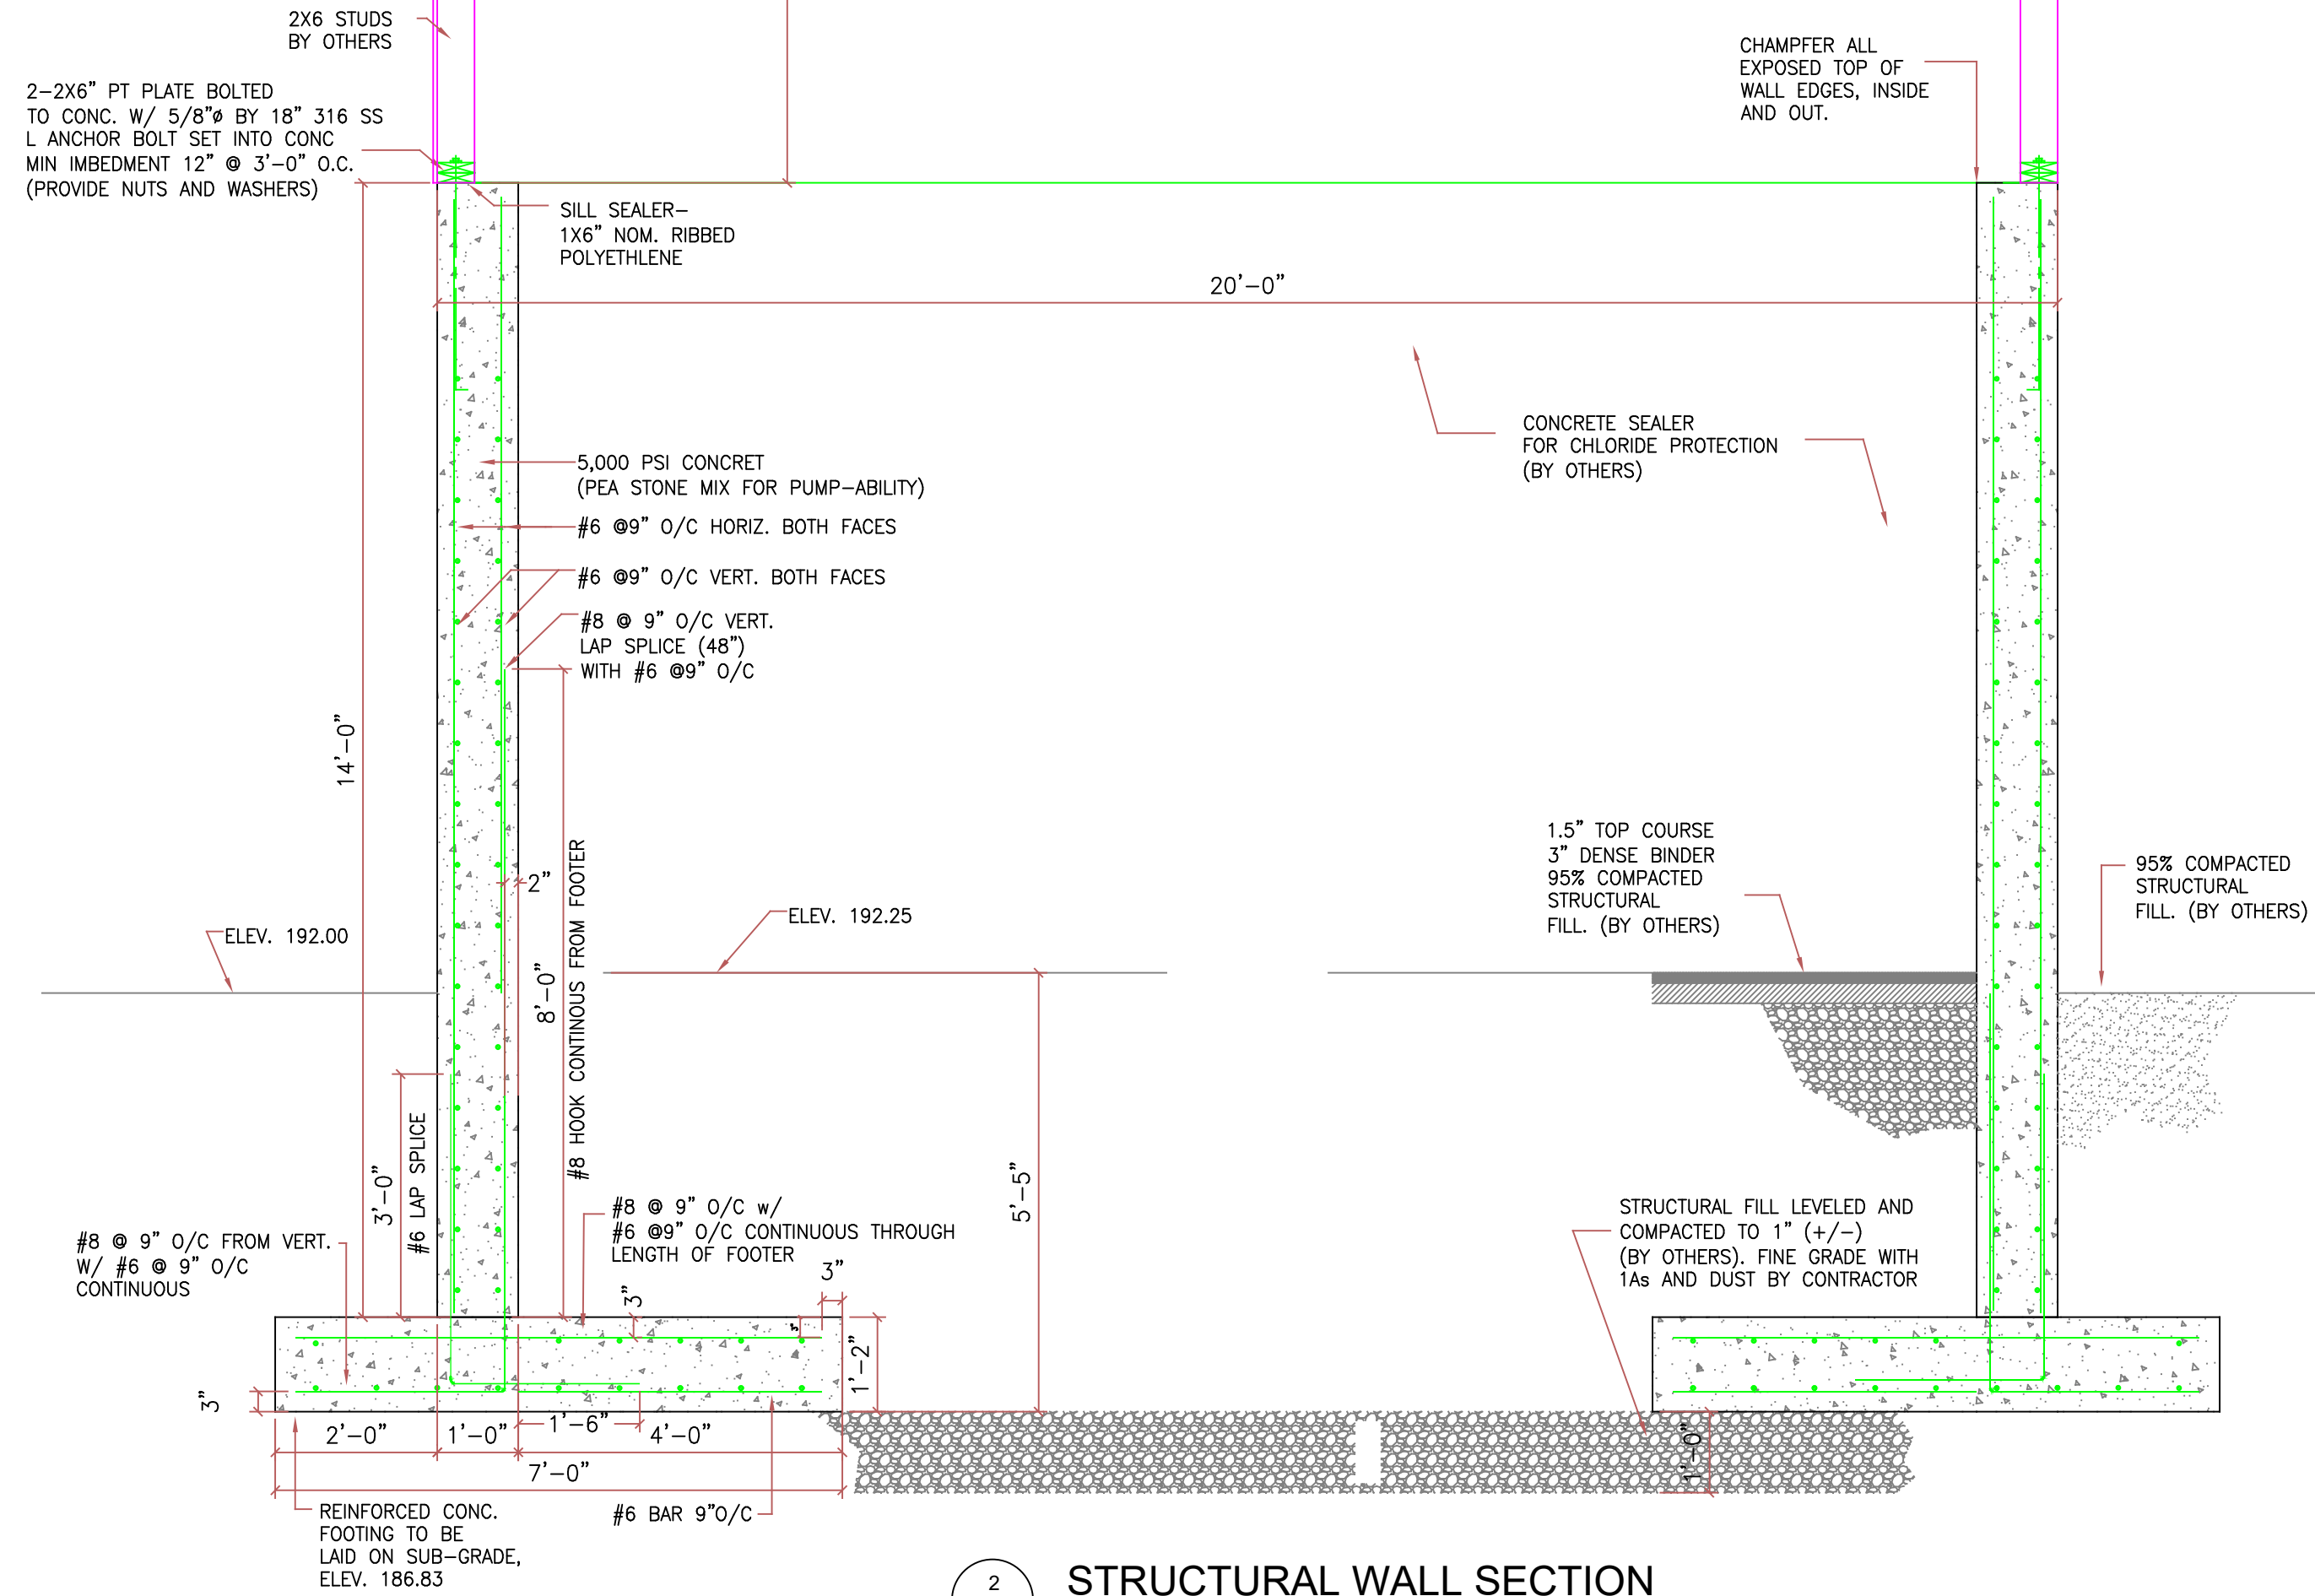 2X6 STUDS
BY OTHERS
2-2X6" PT PLATE BOLTED
TO CONC. W/ 5/8"ø BY 18" 316 SS
L ANCHOR BOLT SET INTO CONC
MIN IMBEDMENT 12" @ 3'-0" O.C.
(PROVIDE NUTS AND WASHERS)
CHAMPFER ALL
EXPOSED TOP OF
WALL EDGES, INSIDE
AND OUT.
SILL SEALER-
1X6" NOM. RIBBED
POLYETHLENE
20'-0"
CONCRETE SEALER
FOR CHLORIDE PROTECTION
(BY OTHERS)
5,000 PSI CONCRET
(PEA STONE MIX FOR PUMP-ABILITY)
#6 @9" O/C HORIZ. BOTH FACES
#6 @9" O/C VERT. BOTH FACES
#8 @ 9" O/C VERT.
LAP SPLICE (48")
WITH #6 @9" O/C
14'-0"
2"
8'-0"
#8 HOOK CONTINOUS FROM FOOTER
ELEV. 192.00
ELEV. 192.25
1.5" TOP COURSE
3" DENSE BINDER
95% COMPACTED
STRUCTURAL
FILL. (BY OTHERS)
95% COMPACTED
STRUCTURAL
FILL. (BY OTHERS)
3'-0"
#6 LAP SPLICE
5'-5"
#8 @ 9" O/C FROM VERT.
W/ #6 @ 9" O/C
CONTINUOUS
#8 @ 9" O/C w/
#6 @9" O/C CONTINUOUS THROUGH
LENGTH OF FOOTER
3"
3"
3"
1'-2"
3"
STRUCTURAL FILL LEVELED AND
COMPACTED TO 1" (+/-)
(BY OTHERS). FINE GRADE WITH
1As AND DUST BY CONTRACTOR
2'-0"
1'-0"
1'-6"
4'-0"
7'-0"
1'-0"
REINFORCED CONC.
FOOTING TO BE
LAID ON SUB-GRADE,
ELEV. 186.83
#6 BAR 9"O/C
2
STRUCTURAL WALL SECTION